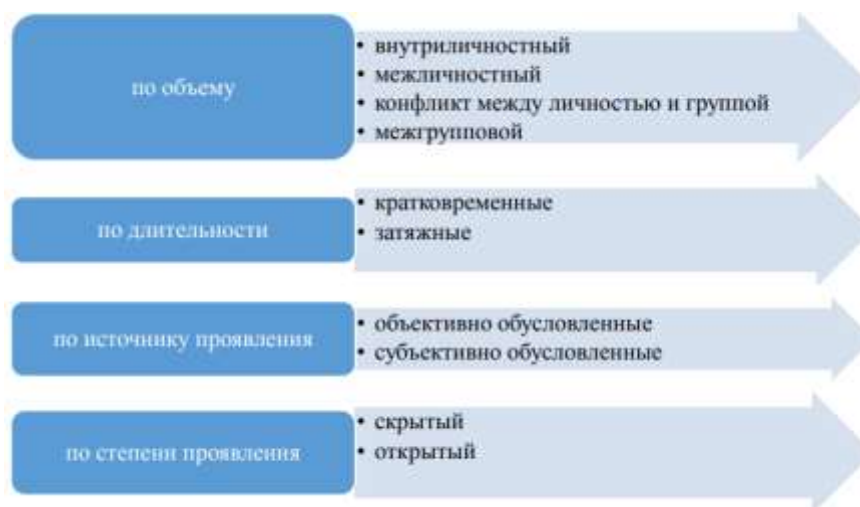 по объему
• внутриличностный
• межличностный
• конфликт между личностью и группой
• межгрупповой
по длительности
• кратковременные
• затяжные
по источнику проявления
• объективно обусловленные
• субъективно обусловленные
по степени проявления
• скрытый
• открытый